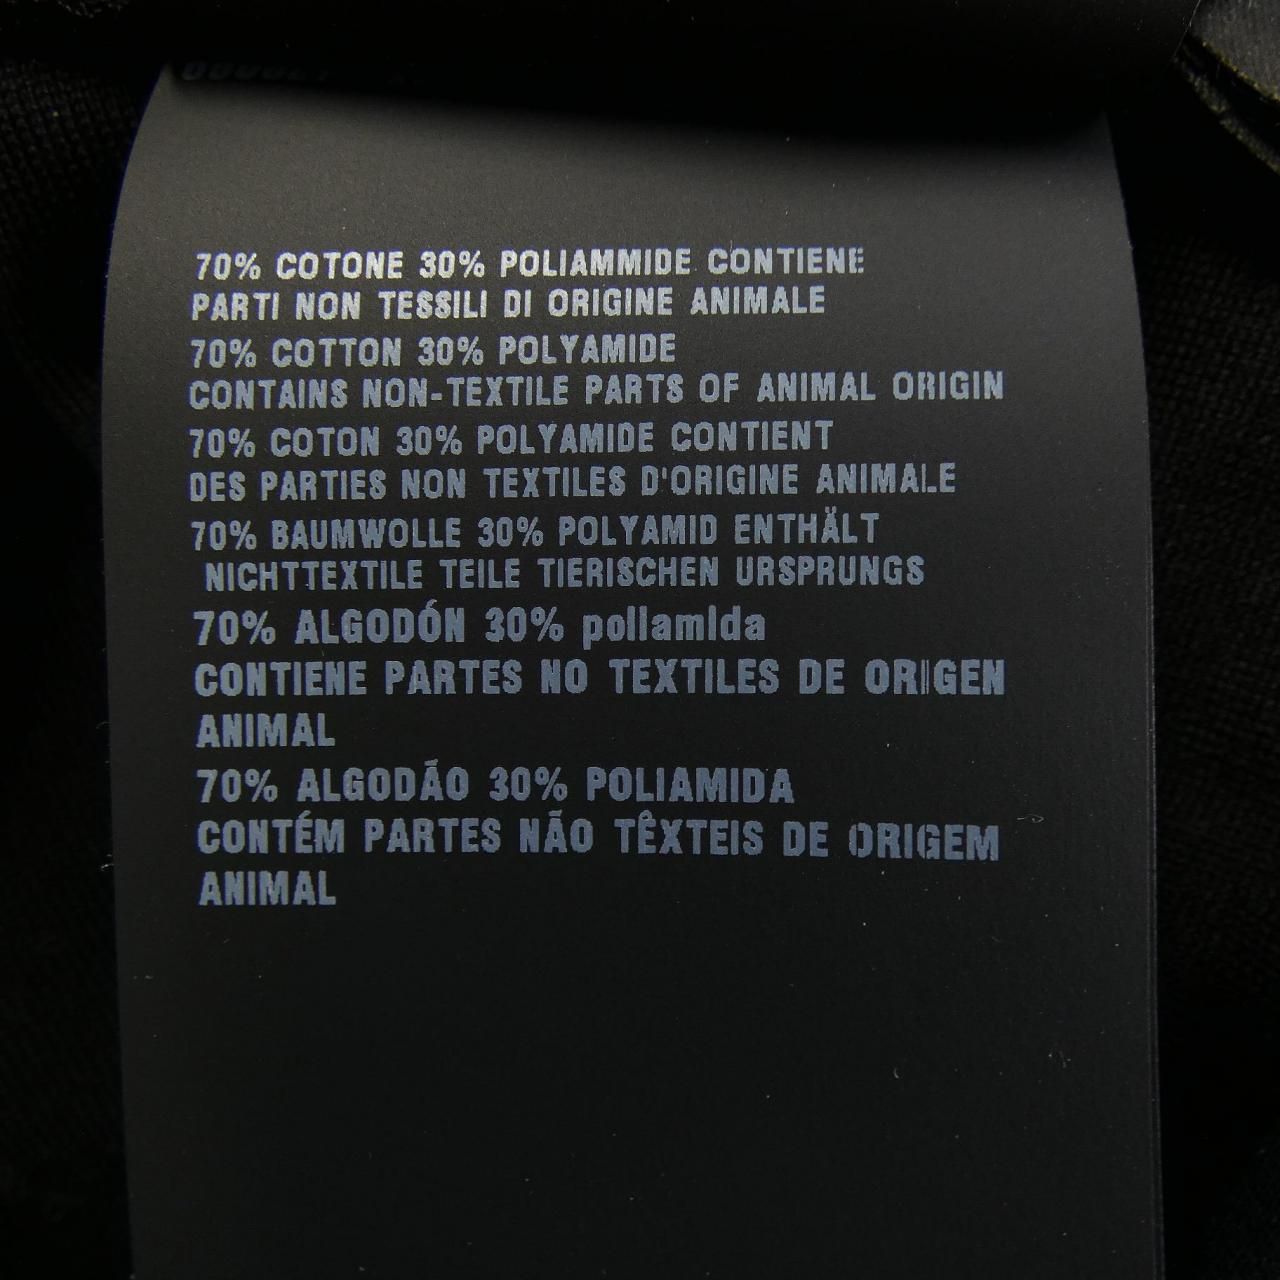 70% COTONE 30% POLIAMMIDE CONTIENE
PARTI NON TESSILI DI ORIGINE ANIMALE
70% COTTON 30% POLYAMIDE
CONTAINS NON-TEXTILE PARTS OF ANIMAL ORIGIN
70% COTON 30% POLYAMIDE CONTIENT
DES PARTIES NON TEXTILES D'ORIGINE ANIMALE
70% BAUMWOLLE 30% POLYAMID ENTHÄLT
NICHTTEXTILE TEILE TIERISCHEN URSPRUNGS
70% ALGODÓN 30% poliamida
CONTIENE PARTES NO TEXTILES DE ORIGEN
ANIMAL
70% ALGODÃO 30% POLIAMIDA
CONTÉM PARTES NÃO TÊXTEIS DE ORIGEM
ANIMAL